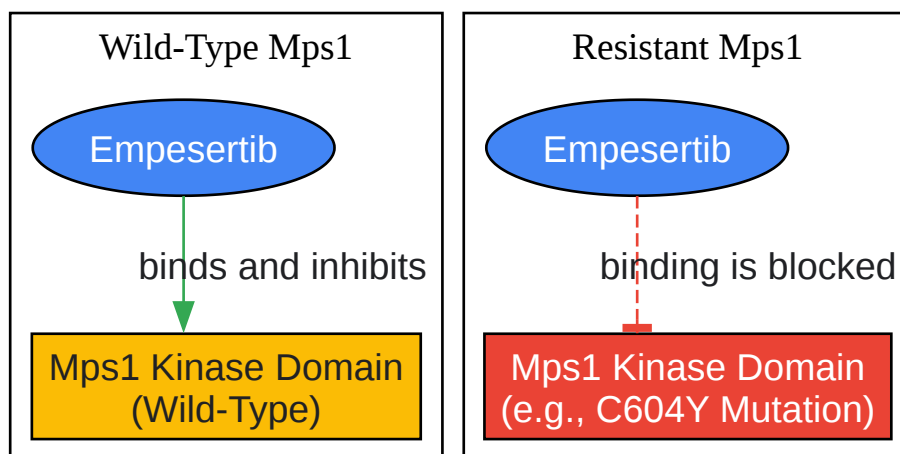 Wild-Type Mps1
Empesertib
binds and inhibits
Mps1 Kinase Domain
(Wild-Type)
Resistant Mps1
Empesertib
binding is blocked
Mps1 Kinase Domain
(e.g., C604Y Mutation)